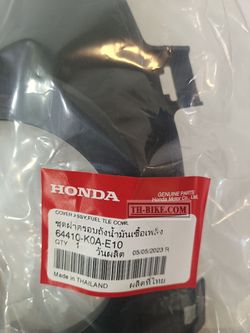 GENUINE PARTS
Honda Motor Co., Ltd.
HONDA
TH-BIKE.COM
COVER ASSY,FUEL TLE COWL
ชุดฝาครอบถังน้ำมันเชื้อเพลิง
64410-K0A-E10
QTY 1
วันผลิต 05/05/2023
MADE IN THAILAND ผลิตที่ไทย